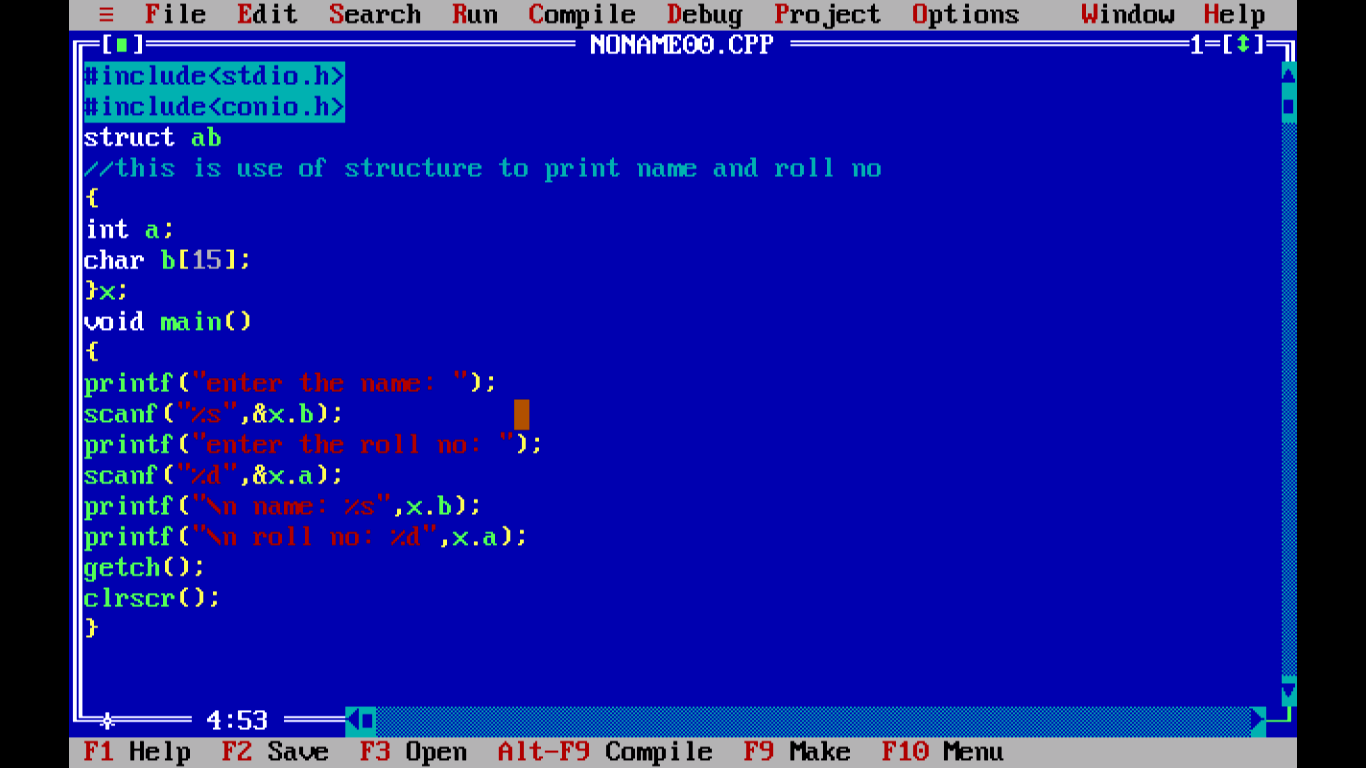 ≡ File Edit Search Run Compile Debug Project Options Window Help
[■] NONAME00.CPP 1=[↕]
#include<stdio.h>
#include<conio.h>
struct ab
//this is use of structure to print name and roll no
{
int a;
char b[15];
}x;
void main()
{
printf("enter the name: ");
scanf("%s",&x.b);
printf("enter the roll no: ");
scanf("%d",&x.a);
printf("\n name: %s",x.b);
printf("\n roll no: %d",x.a);
getch();
clrscr();
}
4:53
F1 Help F2 Save F3 Open Alt-F9 Compile F9 Make F10 Menu